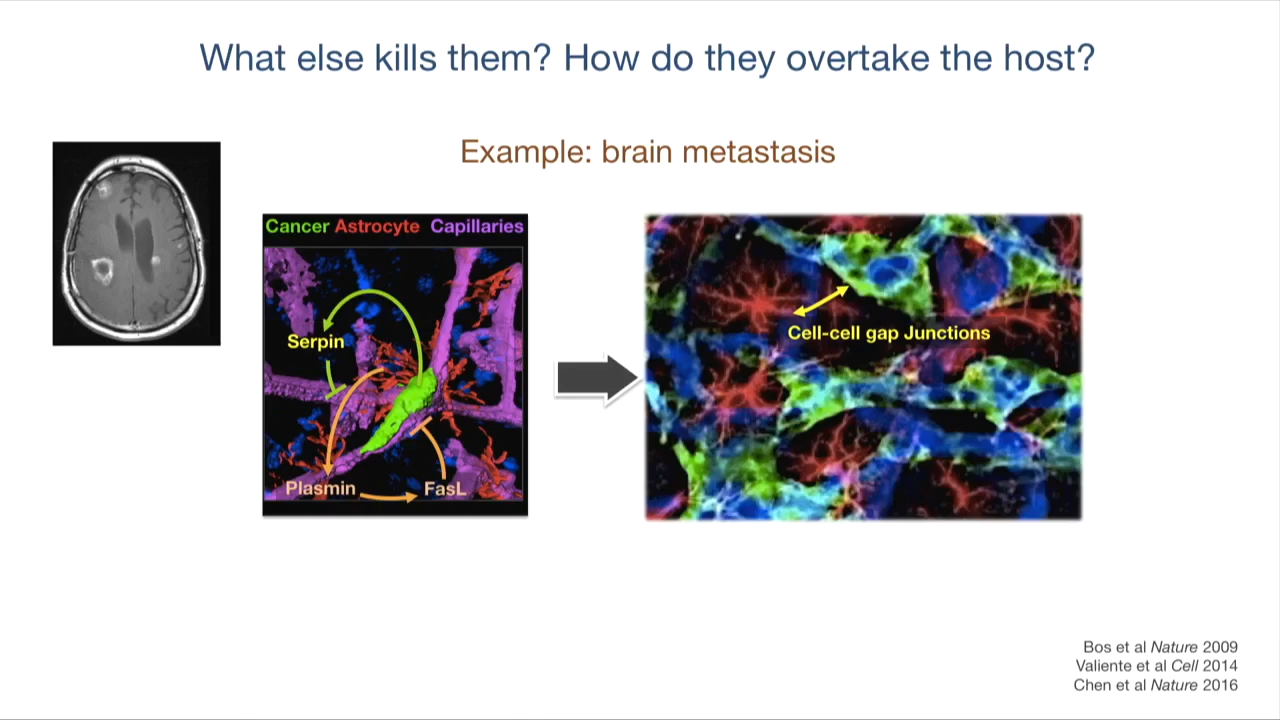 What else kills them? How do they overtake the host?
Example: brain metastasis
Cancer Astrocyte Capillaries
Serpin
Plasmin
FasL
Cell-cell gap Junctions
Bos et al Nature 2009
Valiente et al Cell 2014
Chen et al Nature 2016